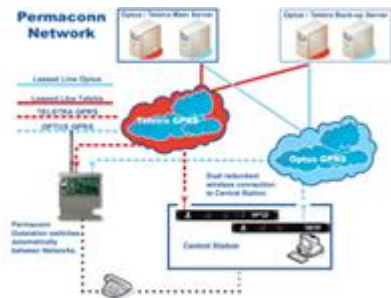 Permaconn
Network
Optus - Telstra Main Server
Optus - Telstra Back-up Server
Leased Line Optus
Leased Line Telstra
TELSTRA GPRS
OPTUS GPRS
Telstra GPRS
Optus GPRS
Dual redundant
wireless connection
to Central Station
Permaconn
Outstation switches
automatically
between Networks.
Central Station